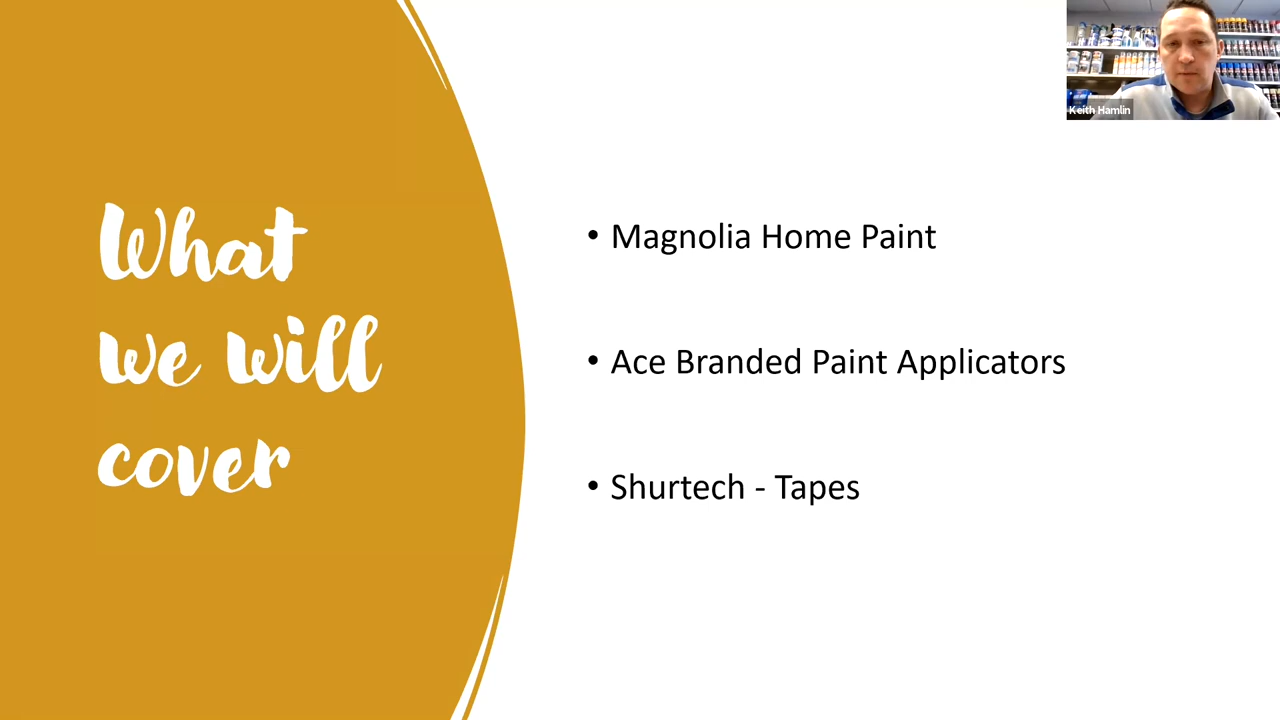 What
we will
cover
• Magnolia Home Paint
• Ace Branded Paint Applicators
• Shurtech - Tapes
Keith Hamlin